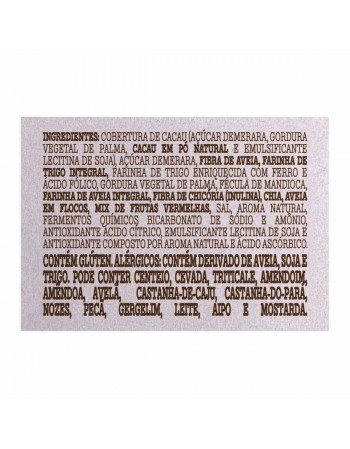 INGREDIENTES: COBERTURA DE CACAU (AÇÚCAR DEMERARA, GORDURA
VEGETAL DE PALMA, CACAU EM PÓ NATURAL E EMULSIFICANTE
LECITINA DE SOJA), AÇÚCAR DEMERARA, FIBRA DE AVEIA, FARINHA DE
TRIGO INTEGRAL, FARINHA DE TRIGO ENRIQUECIDA COM FERRO E
ÁCIDO FÓLICO, GORDURA VEGETAL DE PALMA, FÉCULA DE MANDIOCA,
FARINHA DE AVEIA INTEGRAL, FIBRA DE CHICÓRIA (INULINA), CHIA, AVEIA
EM FLOCOS, MIX DE FRUTAS VERMELHAS, SAL, AROMA NATURAL,
FERMENTOS QUÍMICOS BICARBONATO DE SÓDIO E AMÔNIO,
ANTIOXIDANTE ÁCIDO CÍTRICO, EMULSIFICANTE LECITINA DE SOJA E
ANTIOXIDANTE COMPOSTO POR AROMA NATURAL E ÁCIDO ASCÓRBICO.
CONTÉM GLÚTEN. ALÉRGICOS: CONTÉM DERIVADO DE AVEIA, SOJA E
TRIGO. PODE CONTER CENTEIO, CEVADA, TRITICALE, AMENDOIM,
AMÊNDOA, AVELÃ, CASTANHA-DE-CAJU, CASTANHA-DO-PARÁ,
NOZES, PECÃ, GERGELIM, LEITE, AIPO E MOSTARDA.